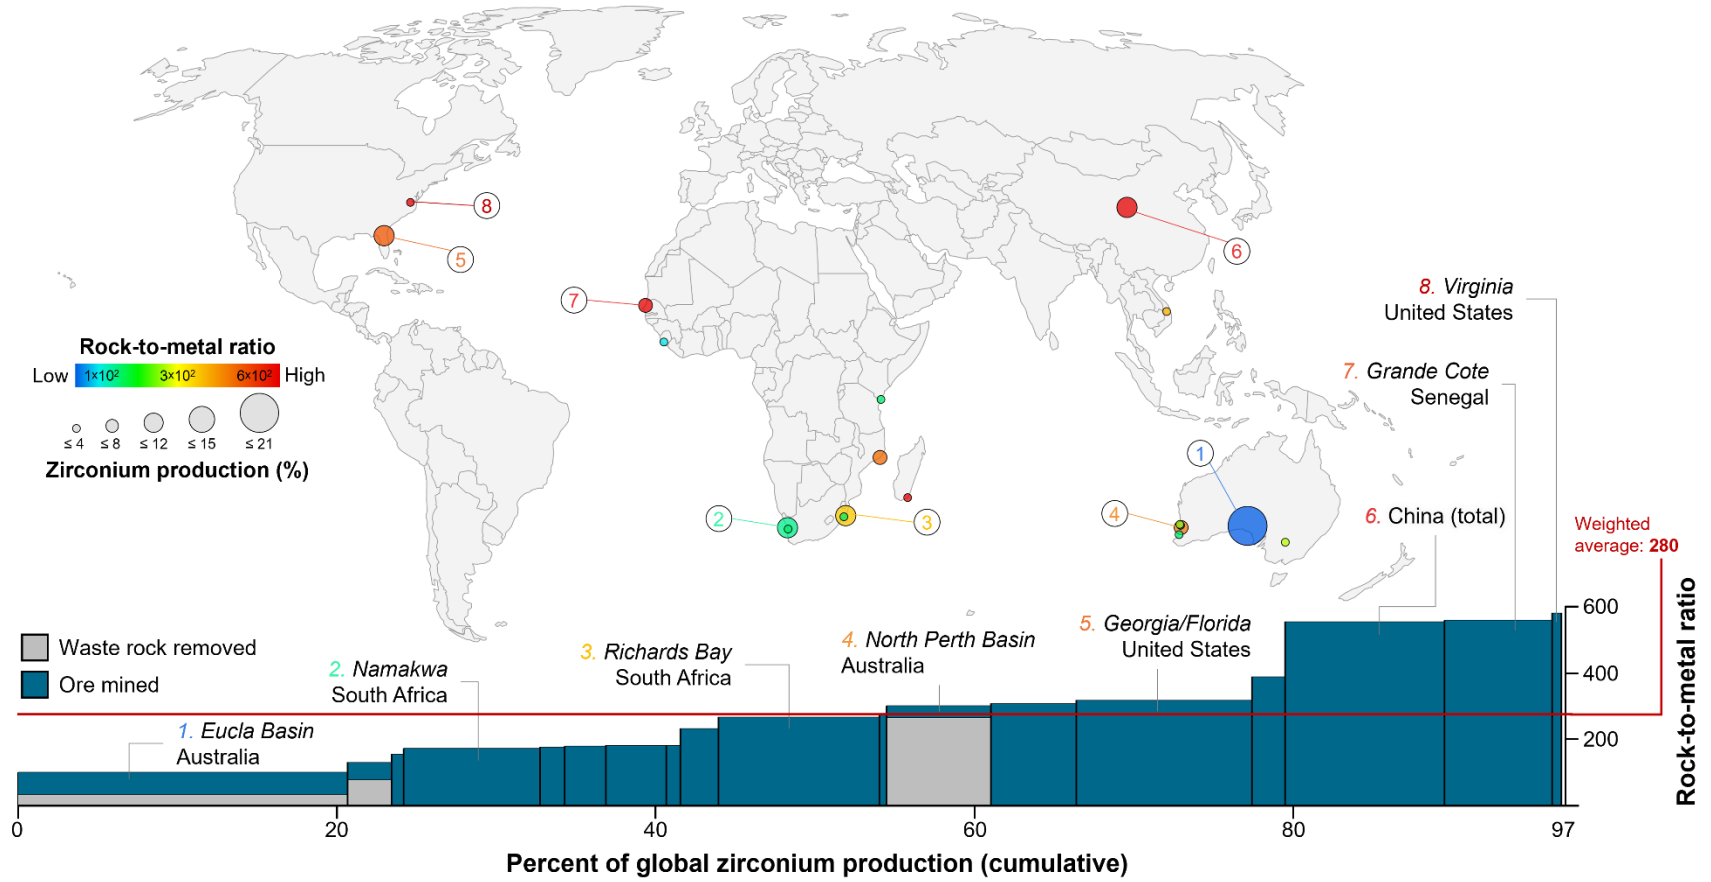 8
5
7
6
1
2
3
4
Rock-to-metal ratio
Low 1×10² 3×10² 6×10² High
≤ 4 ≤ 8 ≤ 12 ≤ 15 ≤ 21
Zirconium production (%)
8. Virginia
United States
7. Grande Cote
Senegal
6. China (total)
Weighted
average: 280
5. Georgia/Florida
United States
4. North Perth Basin
Australia
3. Richards Bay
South Africa
2. Namakwa
South Africa
1. Eucla Basin
Australia
Waste rock removed
Ore mined
600
400
200
Rock-to-metal ratio
0 20 40 60 80 97
Percent of global zirconium production (cumulative)